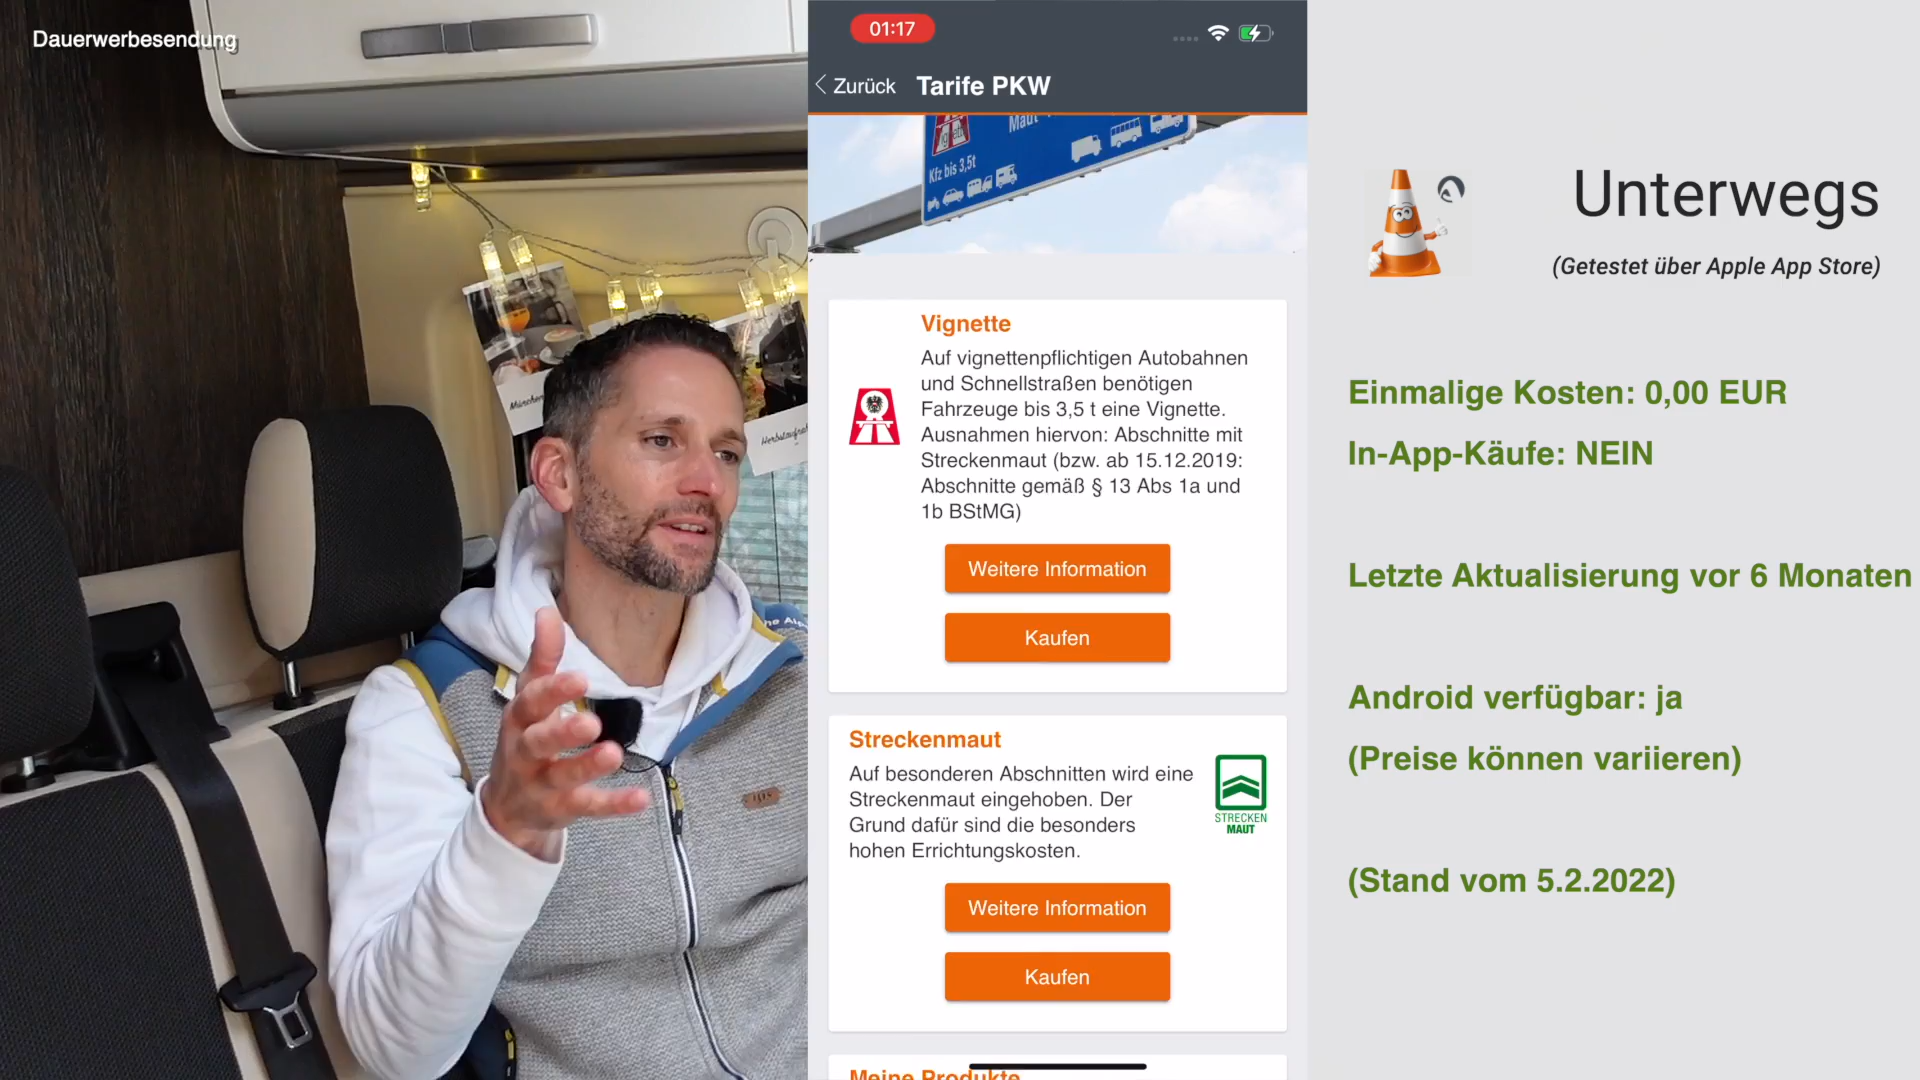 Dauerwerbesendung
01:17
Zurück
Tarife PKW
Maut
Kfz bis 3,5t
Vignette
Auf vignettenpflichtigen Autobahnen
und Schnellstraßen benötigen
Fahrzeuge bis 3,5 t eine Vignette.
Ausnahmen hiervon: Abschnitte mit
Streckenmaut (bzw. ab 15.12.2019:
Abschnitte gemäß § 13 Abs 1a und
1b BStMG)
Weitere Information
Kaufen
Streckenmaut
Auf besonderen Abschnitten wird eine
Streckenmaut eingehoben. Der
Grund dafür sind die besonders
hohen Errichtungskosten.
STRECKEN
MAUT
Weitere Information
Kaufen
Meine Produkte
Unterwegs
(Getestet über Apple App Store)
Einmalige Kosten: 0,00 EUR
In-App-Käufe: NEIN
Letzte Aktualisierung vor 6 Monaten
Android verfügbar: ja
(Preise können variieren)
(Stand vom 5.2.2022)
München